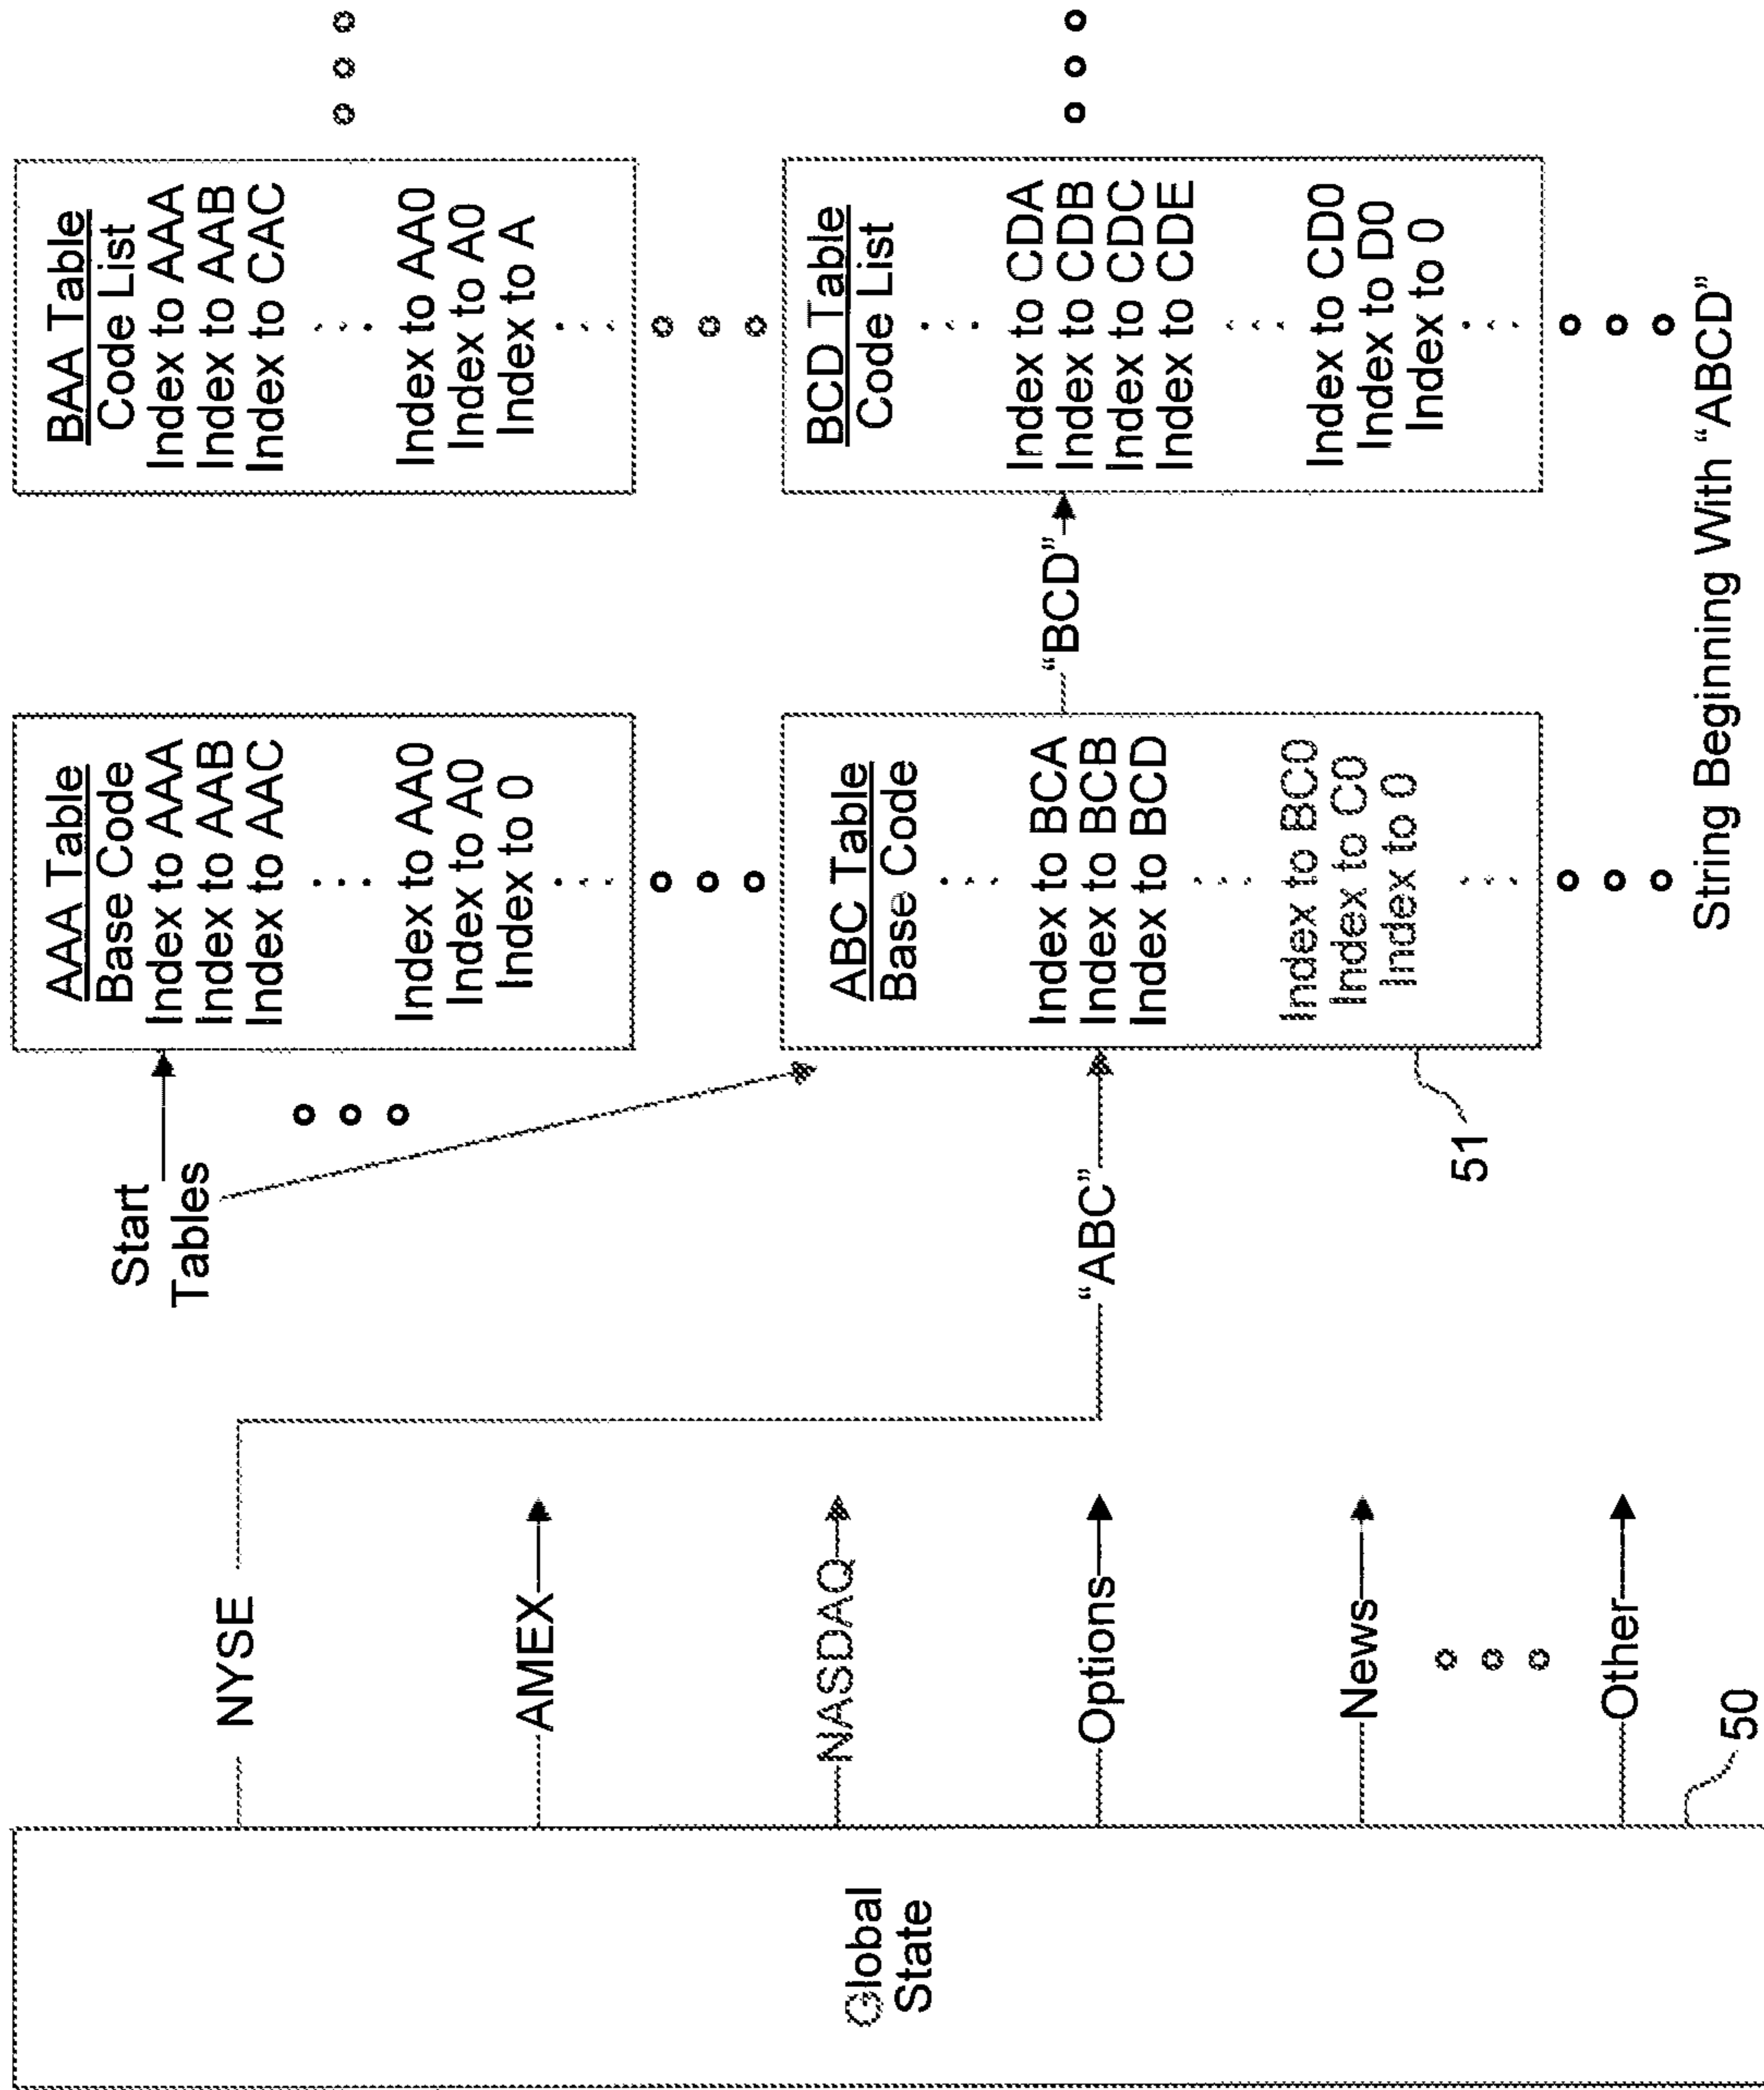 Global
State
50
NYSE
AMEX
NASDAQ
Options
News
Other
Start
Tables
"ABC"
AAA Table
Base Code
Index to AAA
Index to AAB
Index to AAC
Index to AA0
Index to A0
Index to 0
ABC Table
Base Code
Index to BCA
Index to BCB
Index to BCD
Index to BC0
Index to C0
Index to 0
51
"BCD"
BAA Table
Code List
Index to AAA
Index to AAB
Index to CAC
Index to AA0
Index to A0
Index to A
BCD Table
Code List
Index to CDA
Index to CDB
Index to CDC
Index to CDE
Index to CD0
Index to D0
Index to 0
String Beginning With “ABCD”